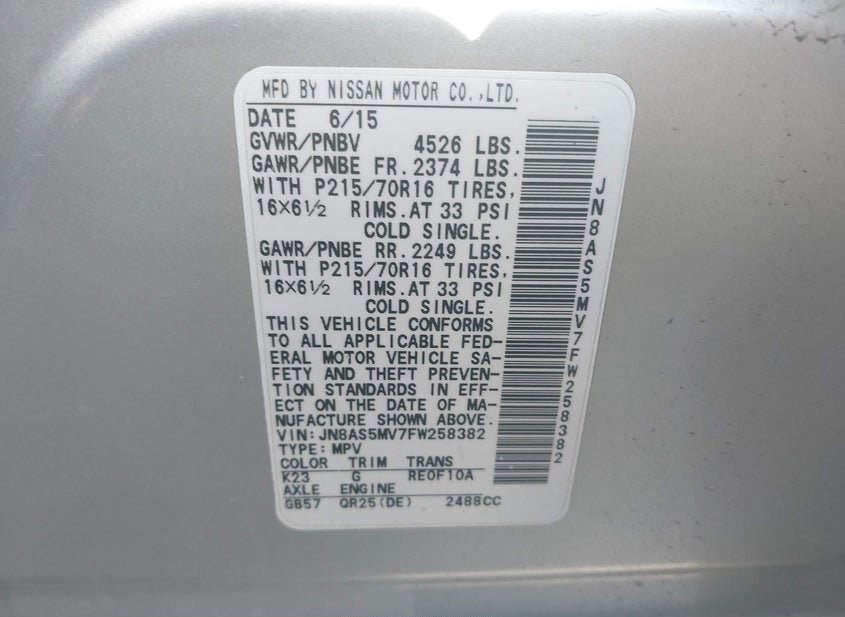 MFD BY NISSAN MOTOR CO.,LTD.
DATE 6/15
GVWR/PNBV 4526 LBS.
GAWR/PNBE FR. 2374 LBS.
WITH P215/70R16 TIRES,
16×6½ RIMS. AT 33 PSI
COLD SINGLE.
GAWR/PNBE RR. 2249 LBS.
WITH P215/70R16 TIRES,
16×6½ RIMS. AT 33 PSI
COLD SINGLE.
THIS VEHICLE CONFORMS
TO ALL APPLICABLE FED-
ERAL MOTOR VEHICLE SA-
FETY AND THEFT PREVEN-
TION STANDARDS IN EFF-
ECT ON THE DATE OF MA-
NUFACTURE SHOWN ABOVE.
VIN: JN8AS5MV7FW258382
TYPE: MPV
COLOR TRIM TRANS
K23 G RE0F10A
AXLE ENGINE
GB57 QR25(DE) 2488CC
JN8AS5MV7FW258382